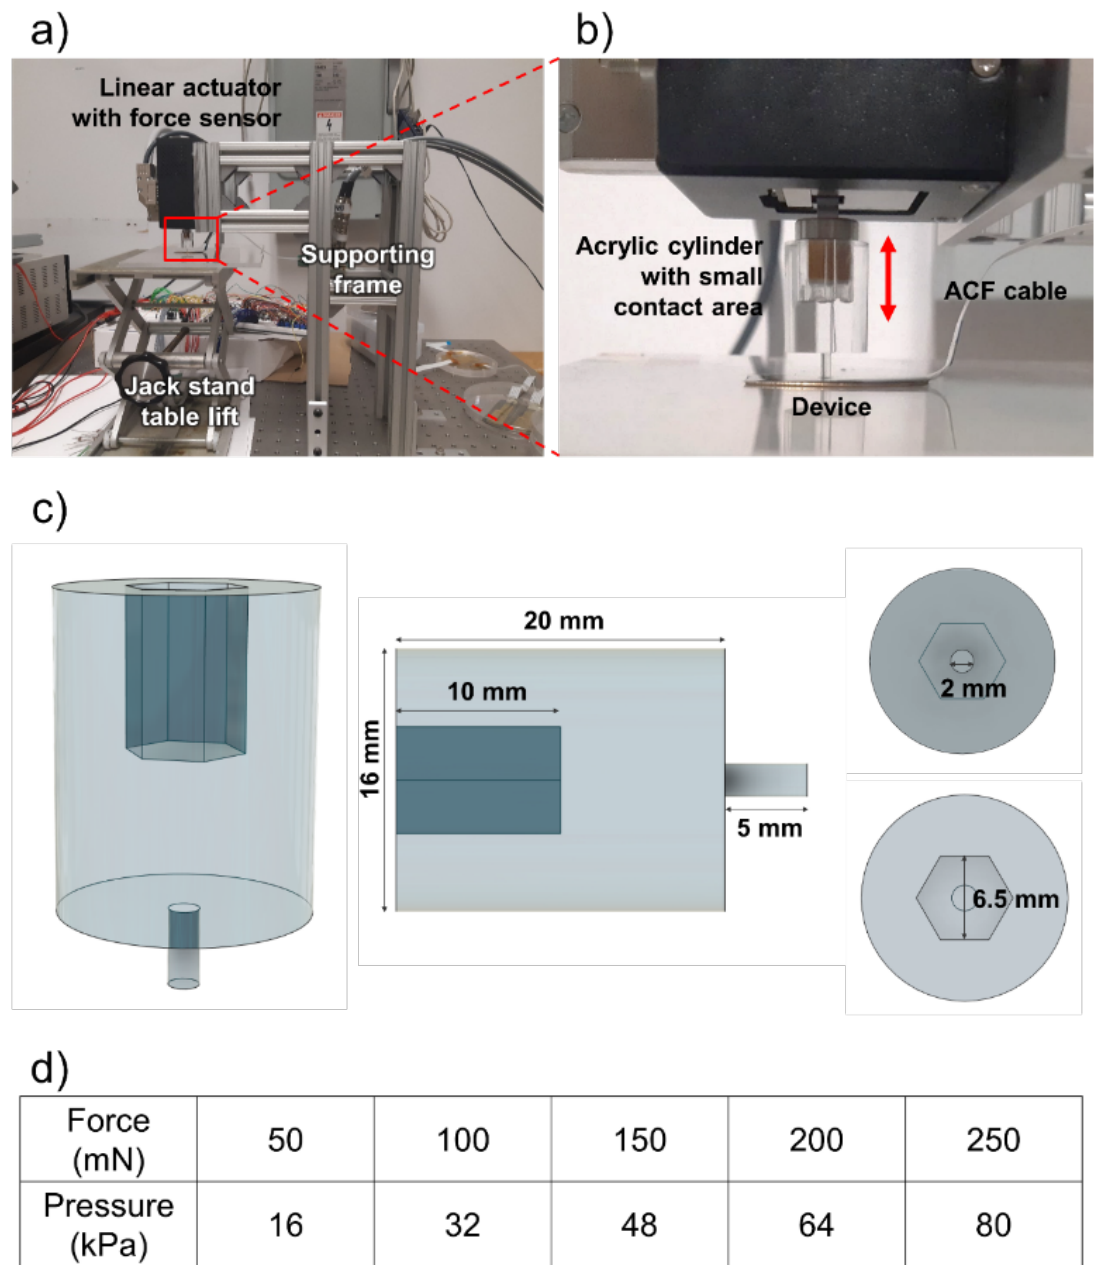 a)
b)
Linear actuator
with force sensor
Supporting
frame
Jack stand
table lift
4
Acrylic cylinder
with small
contact area
ACF cable
Device
c)
20 mm
10 mm
16 mm
5 mm
2 mm
6.5 mm
d)
Force
(mN)
50
100
150
200
250
Pressure
(kPa)
16
32
48
64
80